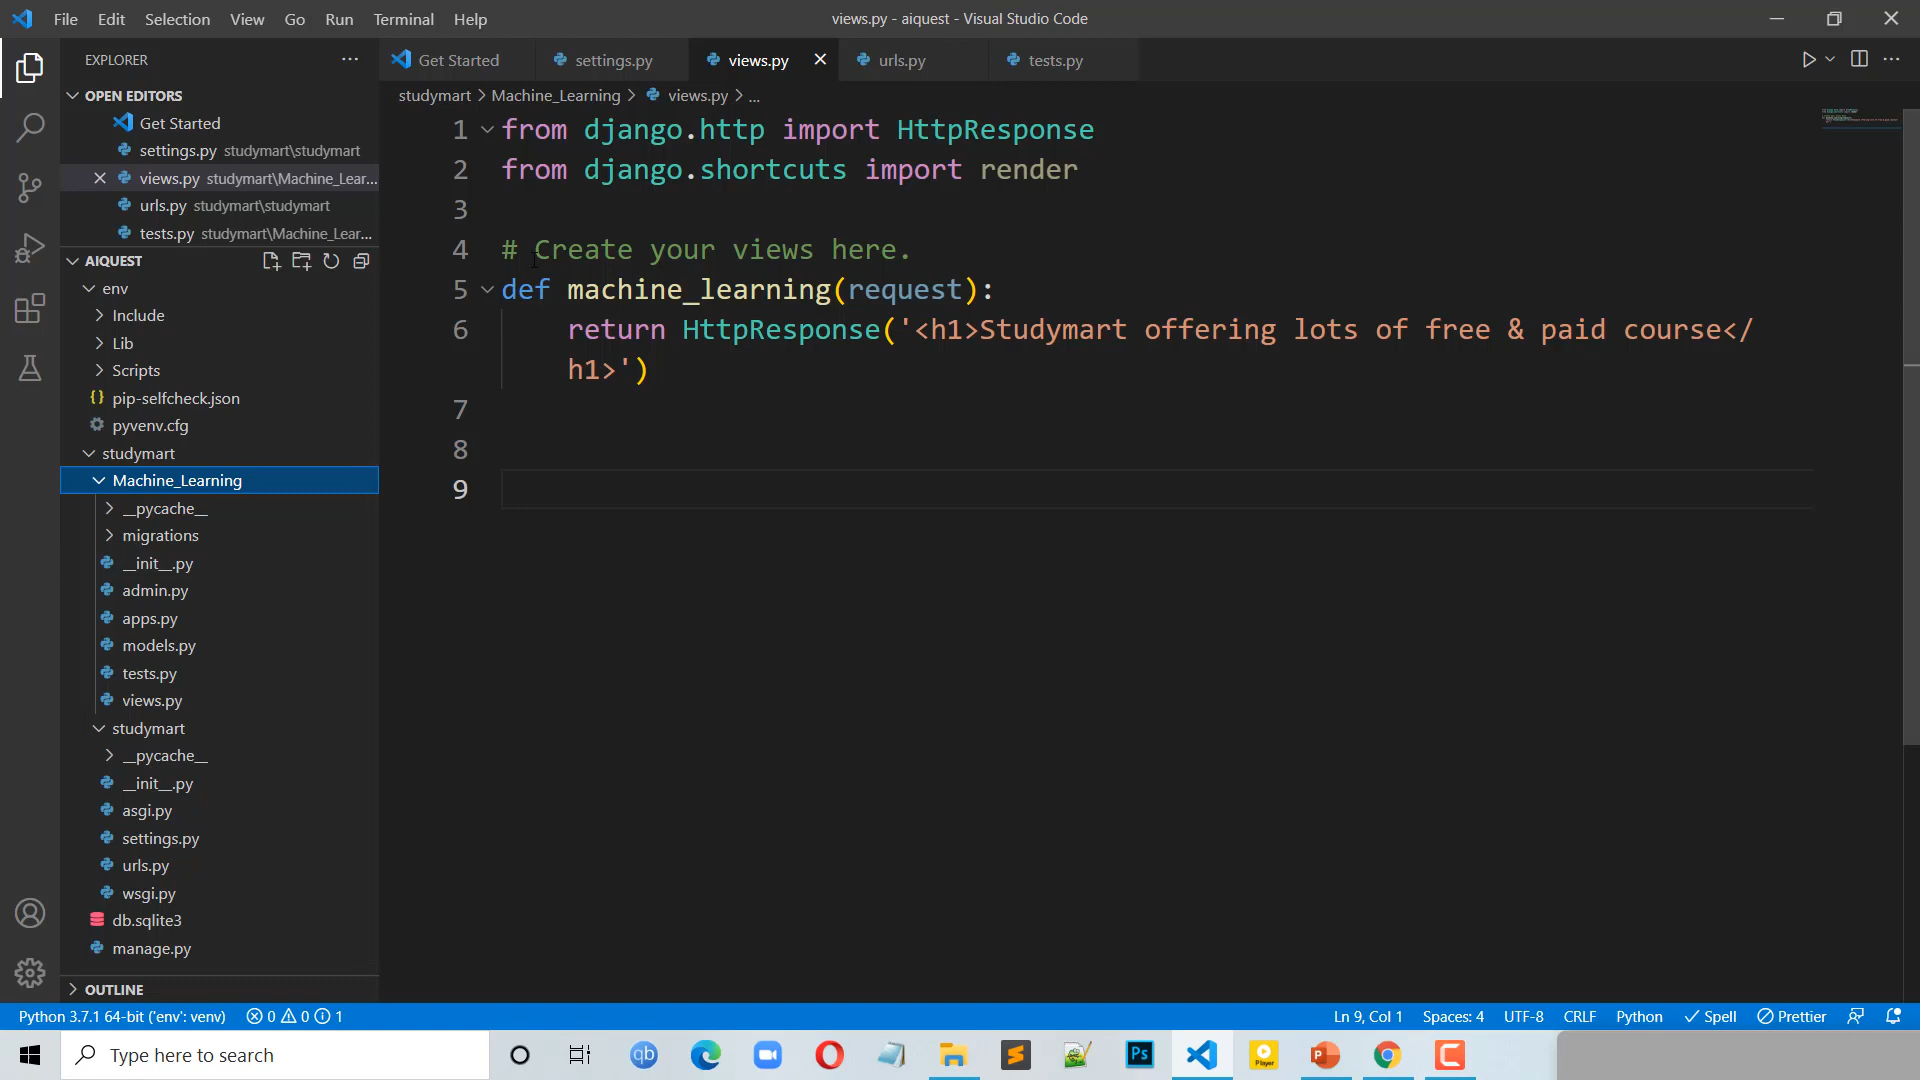 File Edit Selection View Go Run Terminal Help
views.py - aiquest - Visual Studio Code
EXPLORER
OPEN EDITORS
Get Started
settings.py studymart\studymart
views.py studymart\Machine_Lear...
urls.py studymart\studymart
tests.py studymart\Machine_Lear...
AIQUEST
env
Include
Lib
Scripts
pip-selfcheck.json
pyvenv.cfg
studymart
Machine_Learning
__pycache__
migrations
__init__.py
admin.py
apps.py
models.py
tests.py
views.py
studymart
__pycache__
__init__.py
asgi.py
settings.py
urls.py
wsgi.py
db.sqlite3
manage.py
OUTLINE
Get Started settings.py views.py urls.py tests.py
studymart > Machine_Learning > views.py > ...
1 from django.http import HttpResponse
2 from django.shortcuts import render
3
4 # Create your views here.
5 def machine_learning(request):
6 return HttpResponse('<h1>Studymart offering lots of free & paid course</
h1>')
7
8
9
Python 3.7.1 64-bit ('env': venv) 0 0 1
Ln 9, Col 1 Spaces: 4 UTF-8 CRLF Python Spell Prettier
Type here to search
qb
Ps
Player
P
C